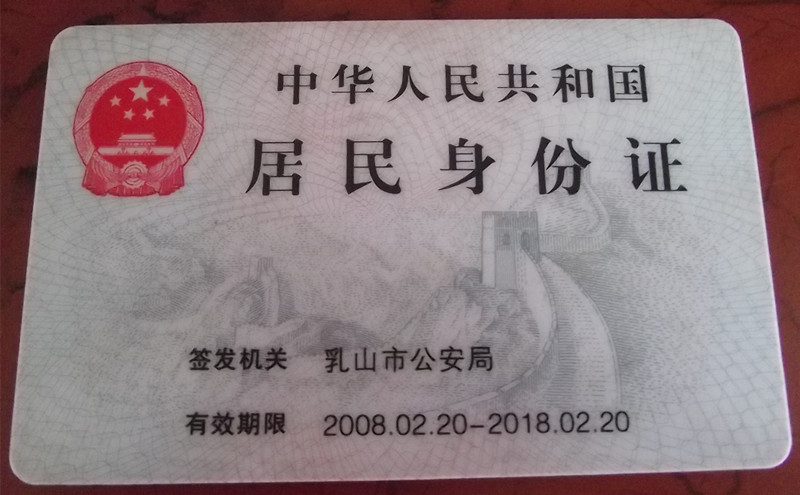 中华人民共和国
居民身份证
签发机关 乳山市公安局
有效期限 2008.02.20-2018.02.20